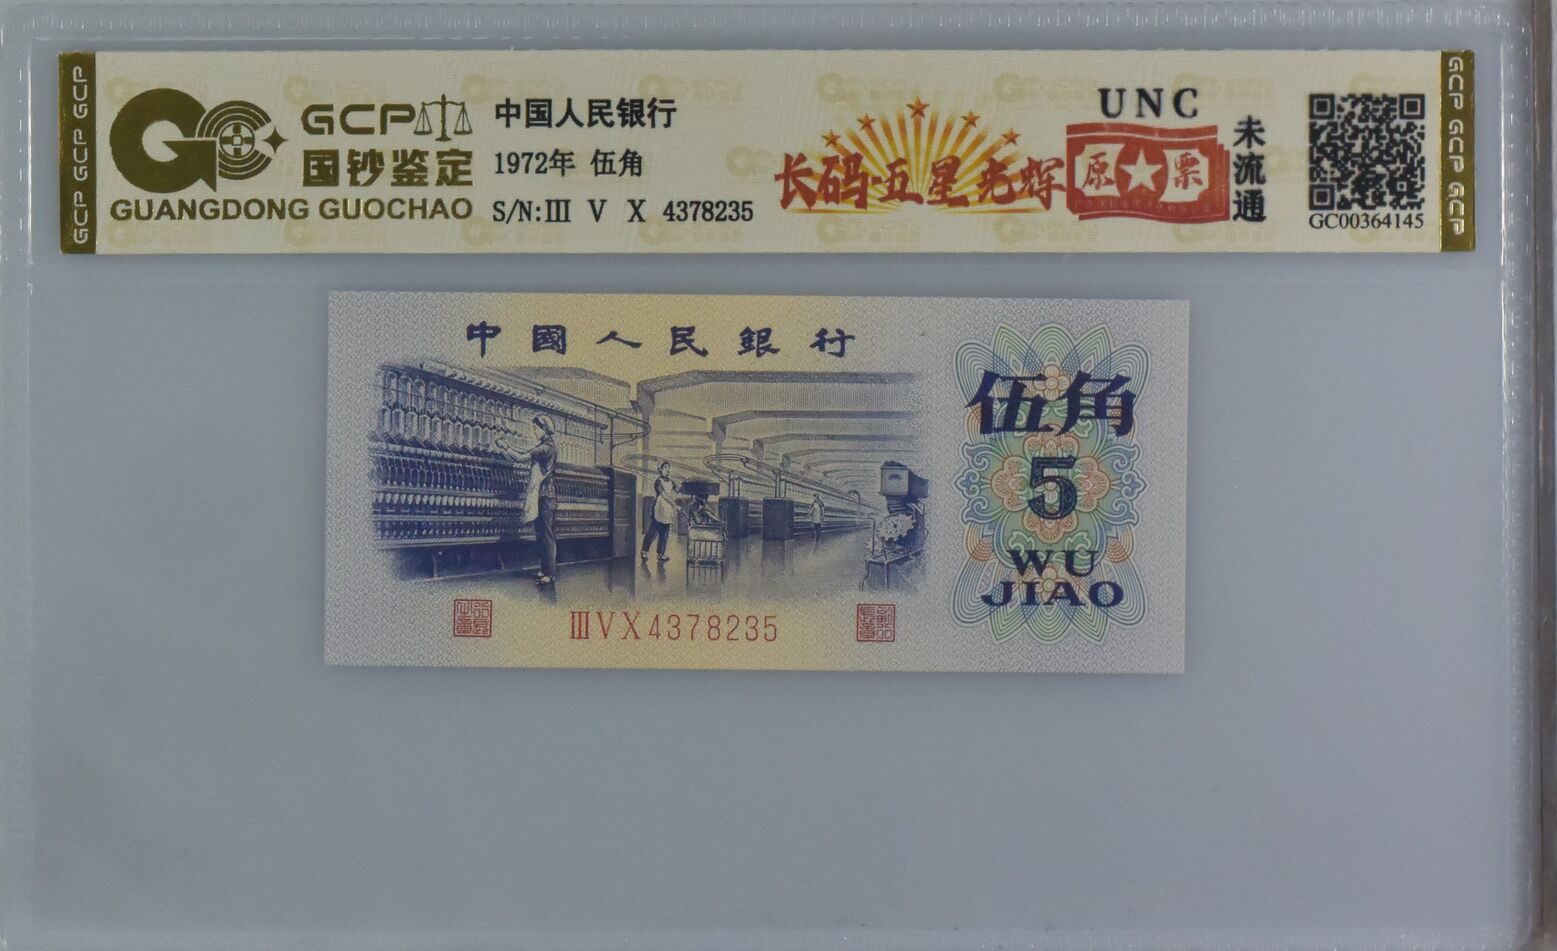 GCP GCP GCP
GCP
国钞鉴定
GUANGDONG GUOCHAO
中国人民银行
1972年 伍角
S/N:Ⅲ Ⅴ Ⅹ 4378235
长码五星光辉
UNC
原票
未流通
GC00364145
GCP GCP GCP
中國人民銀行
伍角
5
WU
JIAO
ⅢⅤⅩ4378235